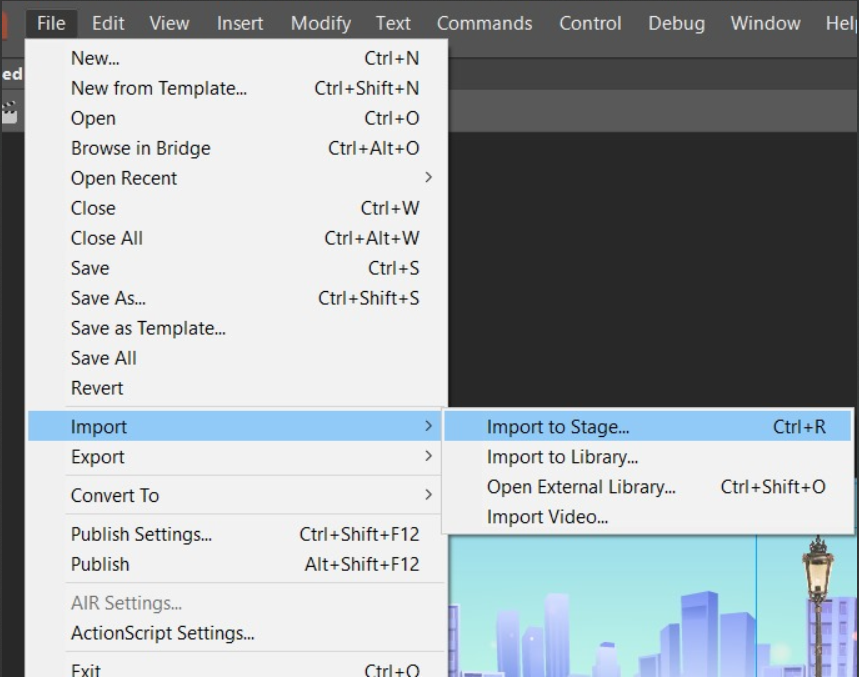 File Edit View Insert Modify Text Commands Control Debug Window Hel
ed
New... Ctrl+N
New from Template... Ctrl+Shift+N
Open Ctrl+O
Browse in Bridge Ctrl+Alt+O
Open Recent
Close Ctrl+W
Close All Ctrl+Alt+W
Save Ctrl+S
Save As... Ctrl+Shift+S
Save as Template...
Save All
Revert
Import
Import to Stage... Ctrl+R
Export
Import to Library...
Open External Library... Ctrl+Shift+O
Convert To
Import Video...
Publish Settings... Ctrl+Shift+F12
Publish Alt+Shift+F12
AIR Settings...
ActionScript Settings...
Exit Ctrl+Q